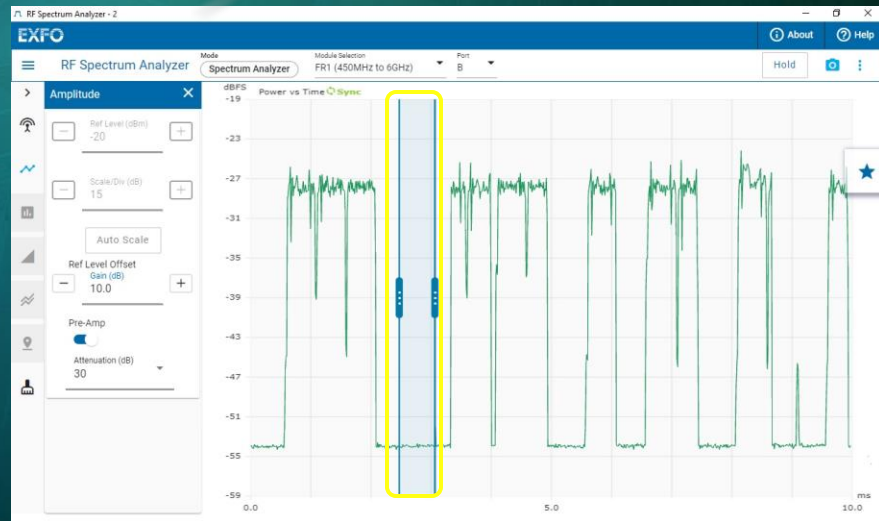 RF Spectrum Analyzer - 2
EXFO
About
Help
RF Spectrum Analyzer
Mode
Spectrum Analyzer
Module Selection
FR1 (450MHz to 6GHz)
Port
B
Hold
Amplitude
Ref Level (dBm)
-20
Scale/Div (dB)
15
Auto Scale
Ref Level Offset
Gain (dB)
10.0
Pre-Amp
Attenuation (dB)
30
dBFS
Power vs Time Sync
-19
-23
-27
-31
-35
-39
-43
-47
-51
-55
-59
0.0
5.0
10.0
ms